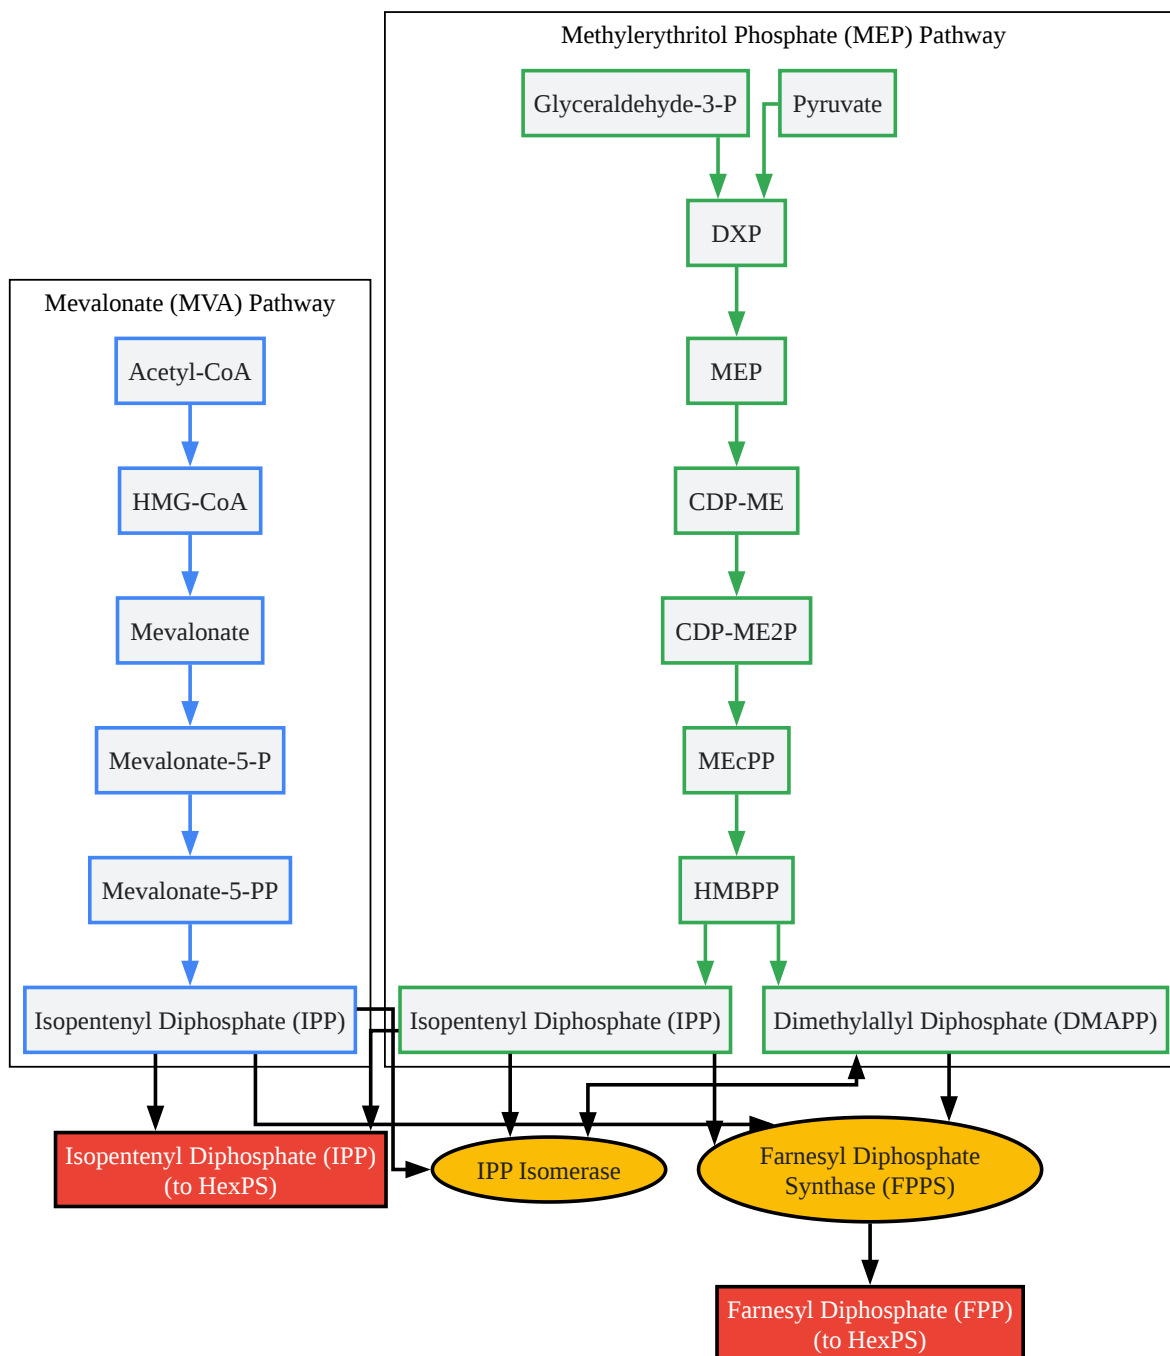 Methylerythritol Phosphate (MEP) Pathway
Glyceraldehyde-3-P
Pyruvate
DXP
MEP
CDP-ME
CDP-ME2P
MEcPP
HMBPP
Isopentenyl Diphosphate (IPP)
Dimethylallyl Diphosphate (DMAPP)
Mevalonate (MVA) Pathway
Acetyl-CoA
HMG-CoA
Mevalonate
Mevalonate-5-P
Mevalonate-5-PP
Isopentenyl Diphosphate (IPP)
Isopentenyl Diphosphate (IPP)
(to HexPS)
IPP Isomerase
Farnesyl Diphosphate
Synthase (FPPS)
Farnesyl Diphosphate (FPP)
(to HexPS)